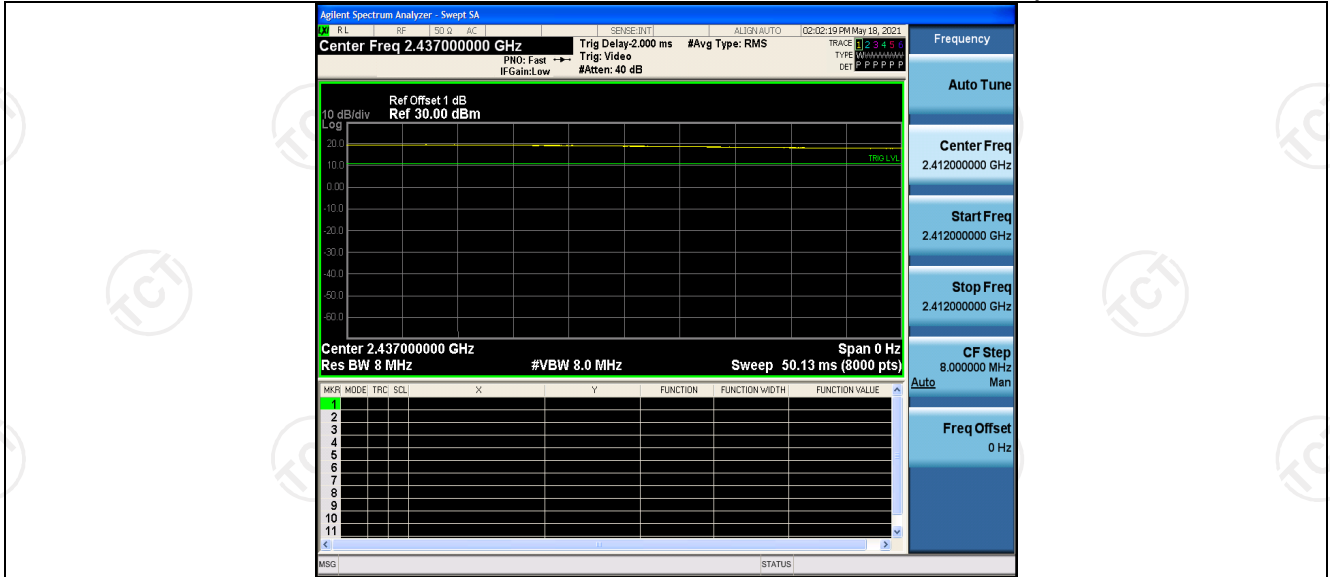 Agilent Spectrum Analyzer - Swept SA
RL RF 50 Ω AC SENSE:INT ALIGN AUTO 02:02:19 PM May 18, 2021
Center Freq 2.437000000 GHz
Trig Delay-2.000 ms #Avg Type: RMS
TRACE 1 2 3 4 5 6
PNO: Fast Trig: Video
TYPE WWWWWW
IFGain:Low #Atten: 40 dB
DET P P P P P P
Frequency
Auto Tune
Center Freq
2.412000000 GHz
Start Freq
2.412000000 GHz
Stop Freq
2.412000000 GHz
CF Step
8.000000 MHz
Auto Man
Freq Offset
0 Hz
Ref Offset 1 dB
10 dB/div Ref 30.00 dBm
Log
20.0
TRIG LVL
10.0
0.00
-10.0
-20.0
-30.0
-40.0
-50.0
-60.0
Center 2.437000000 GHz Span 0 Hz
Res BW 8 MHz #VBW 8.0 MHz Sweep 50.13 ms (8000 pts)
MKR MODE TRC SCL X Y FUNCTION FUNCTION WIDTH FUNCTION VALUE
1
2
3
4
5
6
7
8
9
10
11
MSG STATUS
TCT
TCT